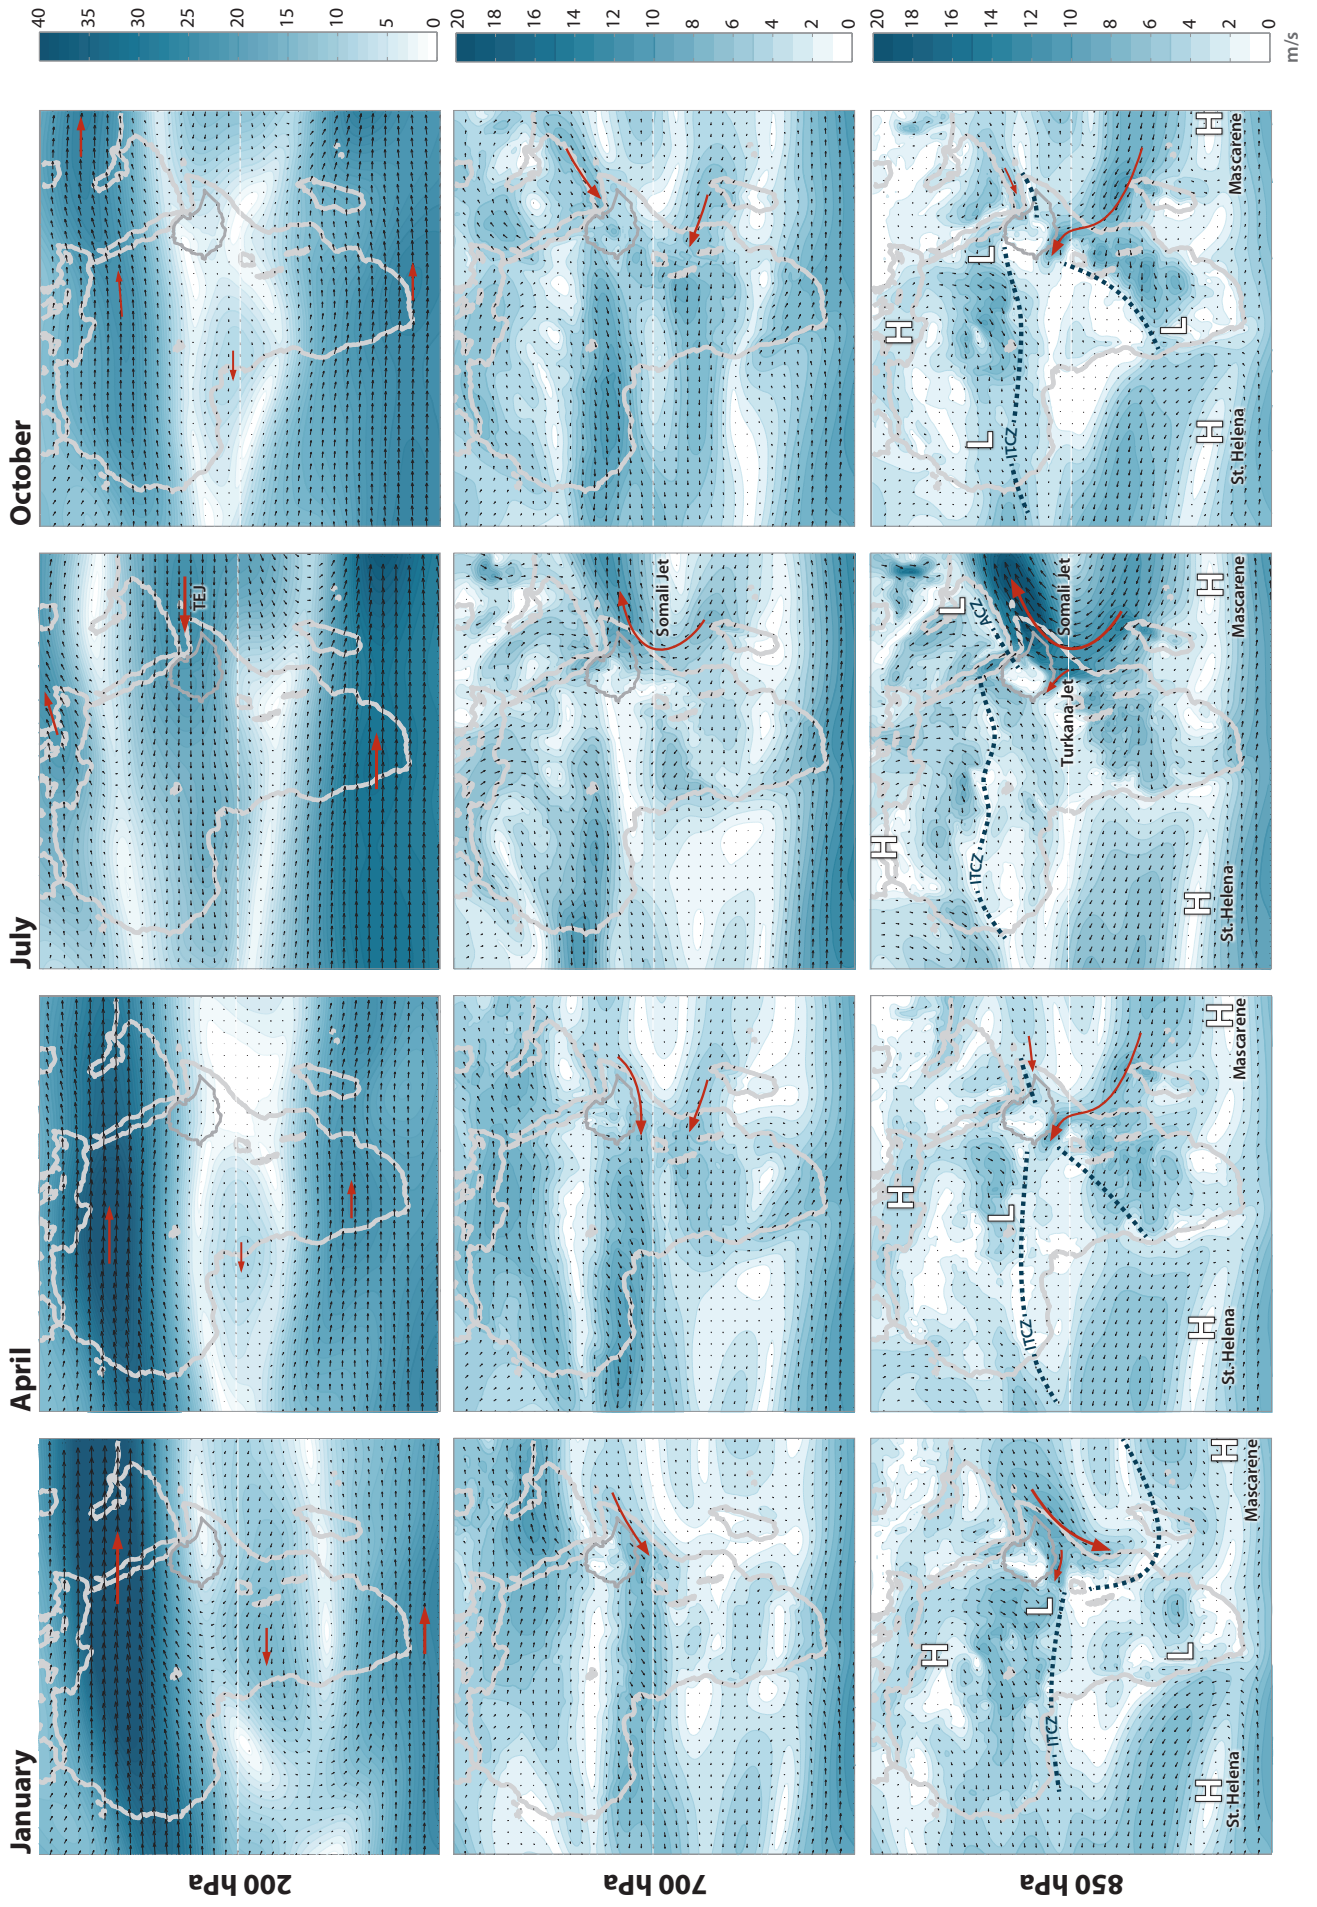 January
April
July
October
200 hPa
TEJ
40
35
30
25
20
15
10
5
0
700 hPa
Somali Jet
20
18
16
14
12
10
8
6
4
2
0
850 hPa
H
L
ITCZ
L
H
St. Helena
H
Mascarene
H
L
ITCZ
H
St. Helena
H
Mascarene
H
L
ACZ
ITCZ
Turkana Jet
Somali Jet
H
St. Helena
H
Mascarene
H
L
L
ITCZ
L
H
St. Helena
H
Mascarene
20
18
16
14
12
10
8
6
4
2
0
m/s